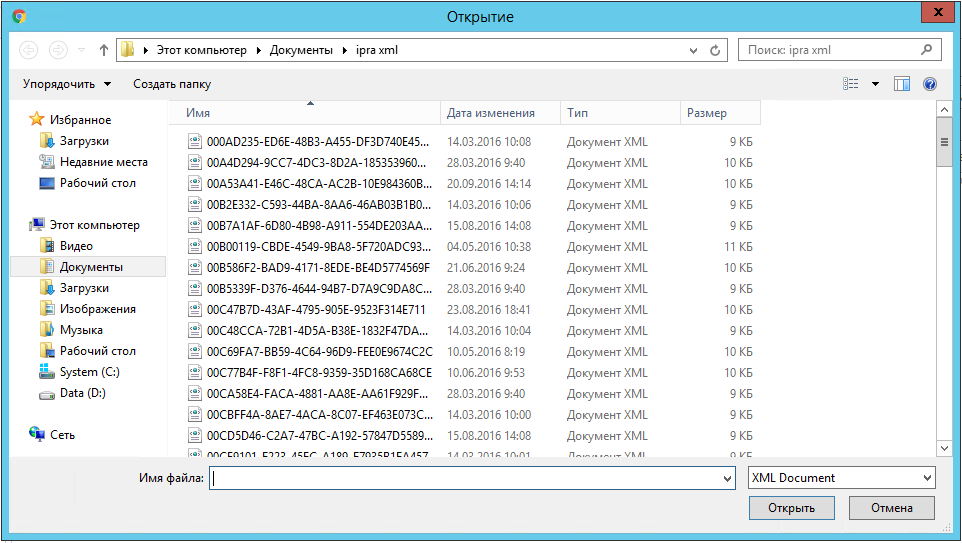 Открытие
Этот компьютер Документы ipra xml
Поиск: ipra xml
Упорядочить Создать папку
Избранное
Загрузки
Недавние места
Рабочий стол
Этот компьютер
Видео
Документы
Загрузки
Изображения
Музыка
Рабочий стол
System (C:)
Data (D:)
Сеть
Имя Дата изменения Тип Размер
000AD235-ED6E-48B3-A455-DF3D740E45... 14.03.2016 10:08 Документ XML 9 КБ
00A4D294-9CC7-4DC3-8D2A-185353960... 28.03.2016 9:40 Документ XML 10 КБ
00A53A41-E46C-48CA-AC2B-10E984360B... 20.09.2016 14:14 Документ XML 10 КБ
00B2E332-C593-44BA-8AA6-46AB03B1B0... 14.03.2016 10:06 Документ XML 9 КБ
00B7A1AF-6D80-4B98-A911-554DE203AA... 15.08.2016 14:08 Документ XML 9 КБ
00B00119-CBDE-4549-9BA8-5F720ADC93... 04.05.2016 10:38 Документ XML 11 КБ
00B586F2-BAD9-4171-8EDE-BE4D5774569F 21.06.2016 9:24 Документ XML 10 КБ
00B5339F-D376-4644-94B7-D7A9C9DA8C... 28.03.2016 9:40 Документ XML 9 КБ
00C47B7D-43AF-4795-905E-9523F314E711 23.08.2016 18:41 Документ XML 10 КБ
00C48CCA-72B1-4D5A-B38E-1832F47DA... 14.03.2016 10:04 Документ XML 9 КБ
00C69FA7-BB59-4C64-96D9-FEE0E9674C2C 10.05.2016 8:19 Документ XML 10 КБ
00C77B4F-F8F1-4FC8-9359-35D168CA68CE 10.06.2016 9:53 Документ XML 10 КБ
00CA58E4-FACA-4881-AA8E-AA61F929F... 28.03.2016 9:40 Документ XML 9 КБ
00CBFF4A-8AE7-4ACA-8C07-EF463E073C... 14.03.2016 10:00 Документ XML 9 КБ
00CD5D46-C2A7-47BC-A192-57847D5589... 15.08.2016 14:08 Документ XML 9 КБ
14.03.2016 10:01 Документ XML 9 КБ
Имя файла: XML Document
Открыть Отмена